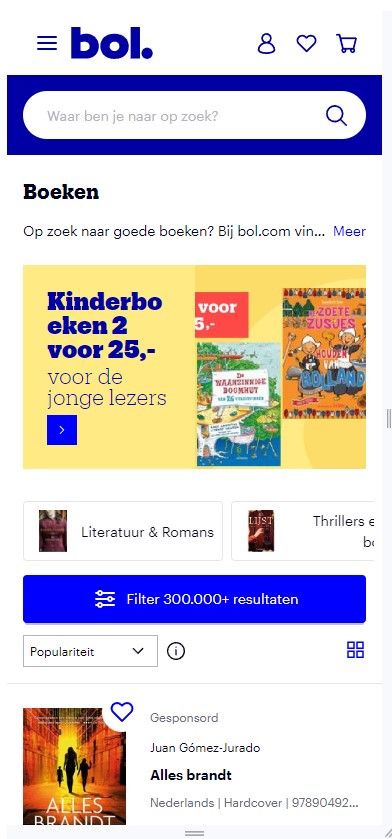 bol.
Waar ben je naar op zoek?
Boeken
Op zoek naar goede boeken? Bij bol.com vin... Meer
Kinderbo
eken 2
voor 25,-
voor de
jonge lezers
voor
5,-
DE
WAANZINNIGE
BOOMHUT
VAN 26 VERDIEPINGEN
DE ZOETE
ZUSJES
HOUDEN
VAN
HOLLAND
Literatuur & Romans
LIJST
Thrillers e
bo
Filter 300.000+ resultaten
Populariteit
Gesponsord
Juan Gómez-Jurado
Alles brandt
Nederlands | Hardcover | 97890492...
ALLES
BRANDT